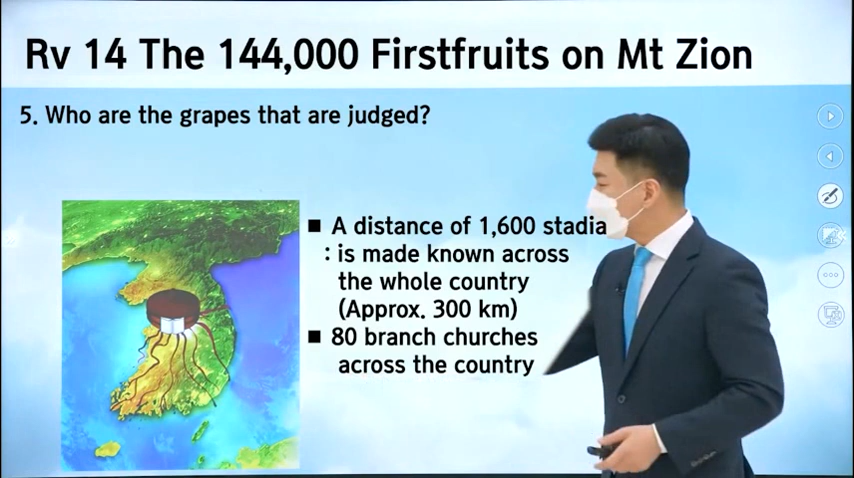 Rv 14 The 144,000 Firstfruits on Mt Zion
5. Who are the grapes that are judged?
■ A distance of 1,600 stadia
: is made known across
the whole country
(Approx. 300 km)
■ 80 branch churches
across the country